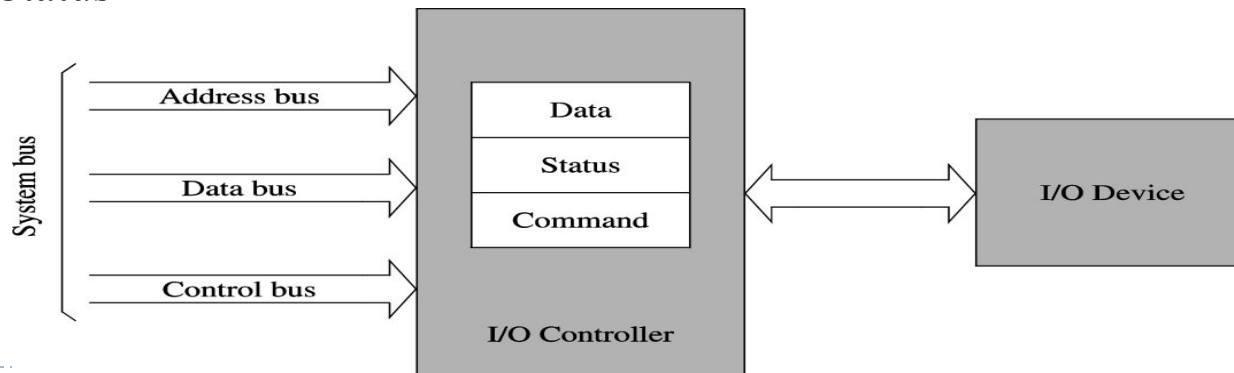 System bus
Address bus
Data bus
Control bus
Data
Status
Command
I/O Controller
I/O Device